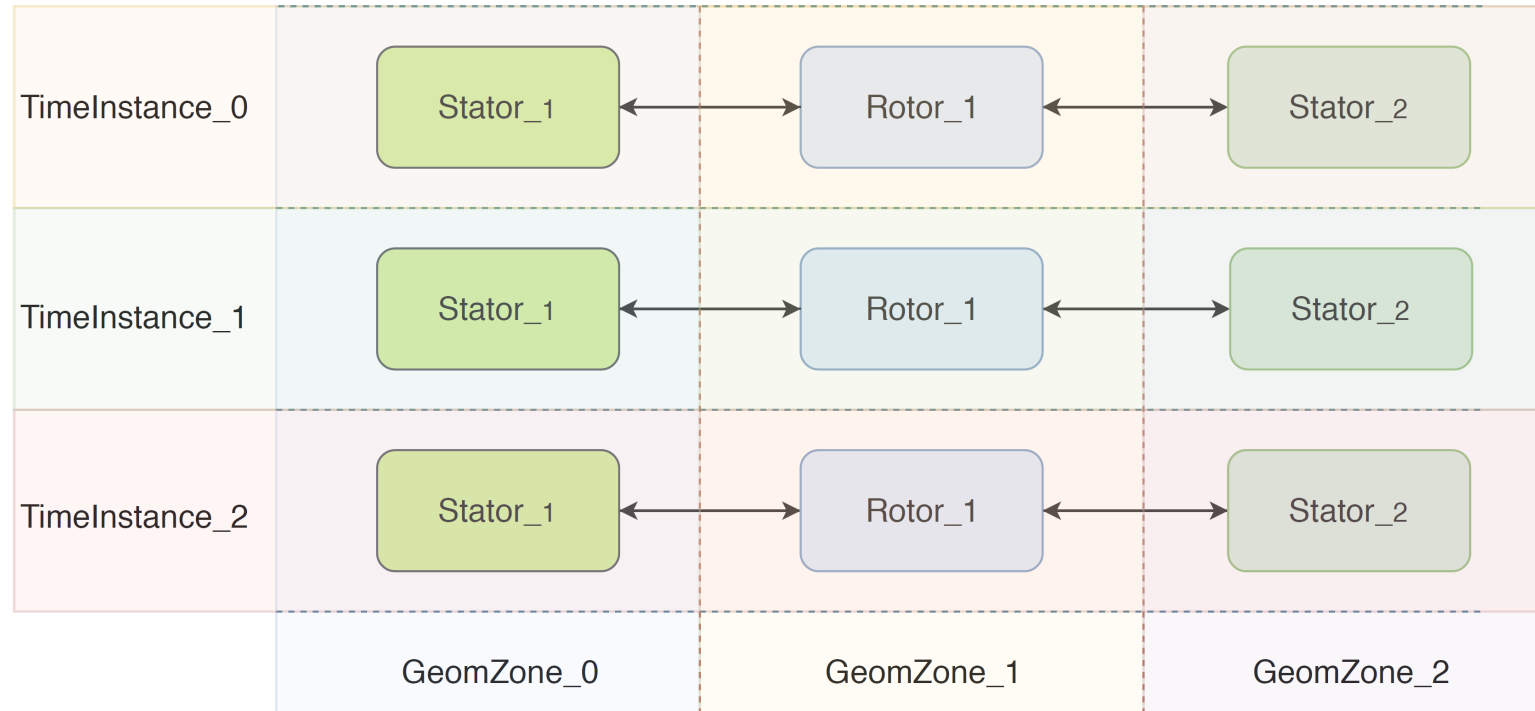 TimeInstance_0 Stator_1 Rotor_1 Stator_2
TimeInstance_1 Stator_1 Rotor_1 Stator_2
TimeInstance_2 Stator_1 Rotor_1 Stator_2
GeomZone_0 GeomZone_1 GeomZone_2